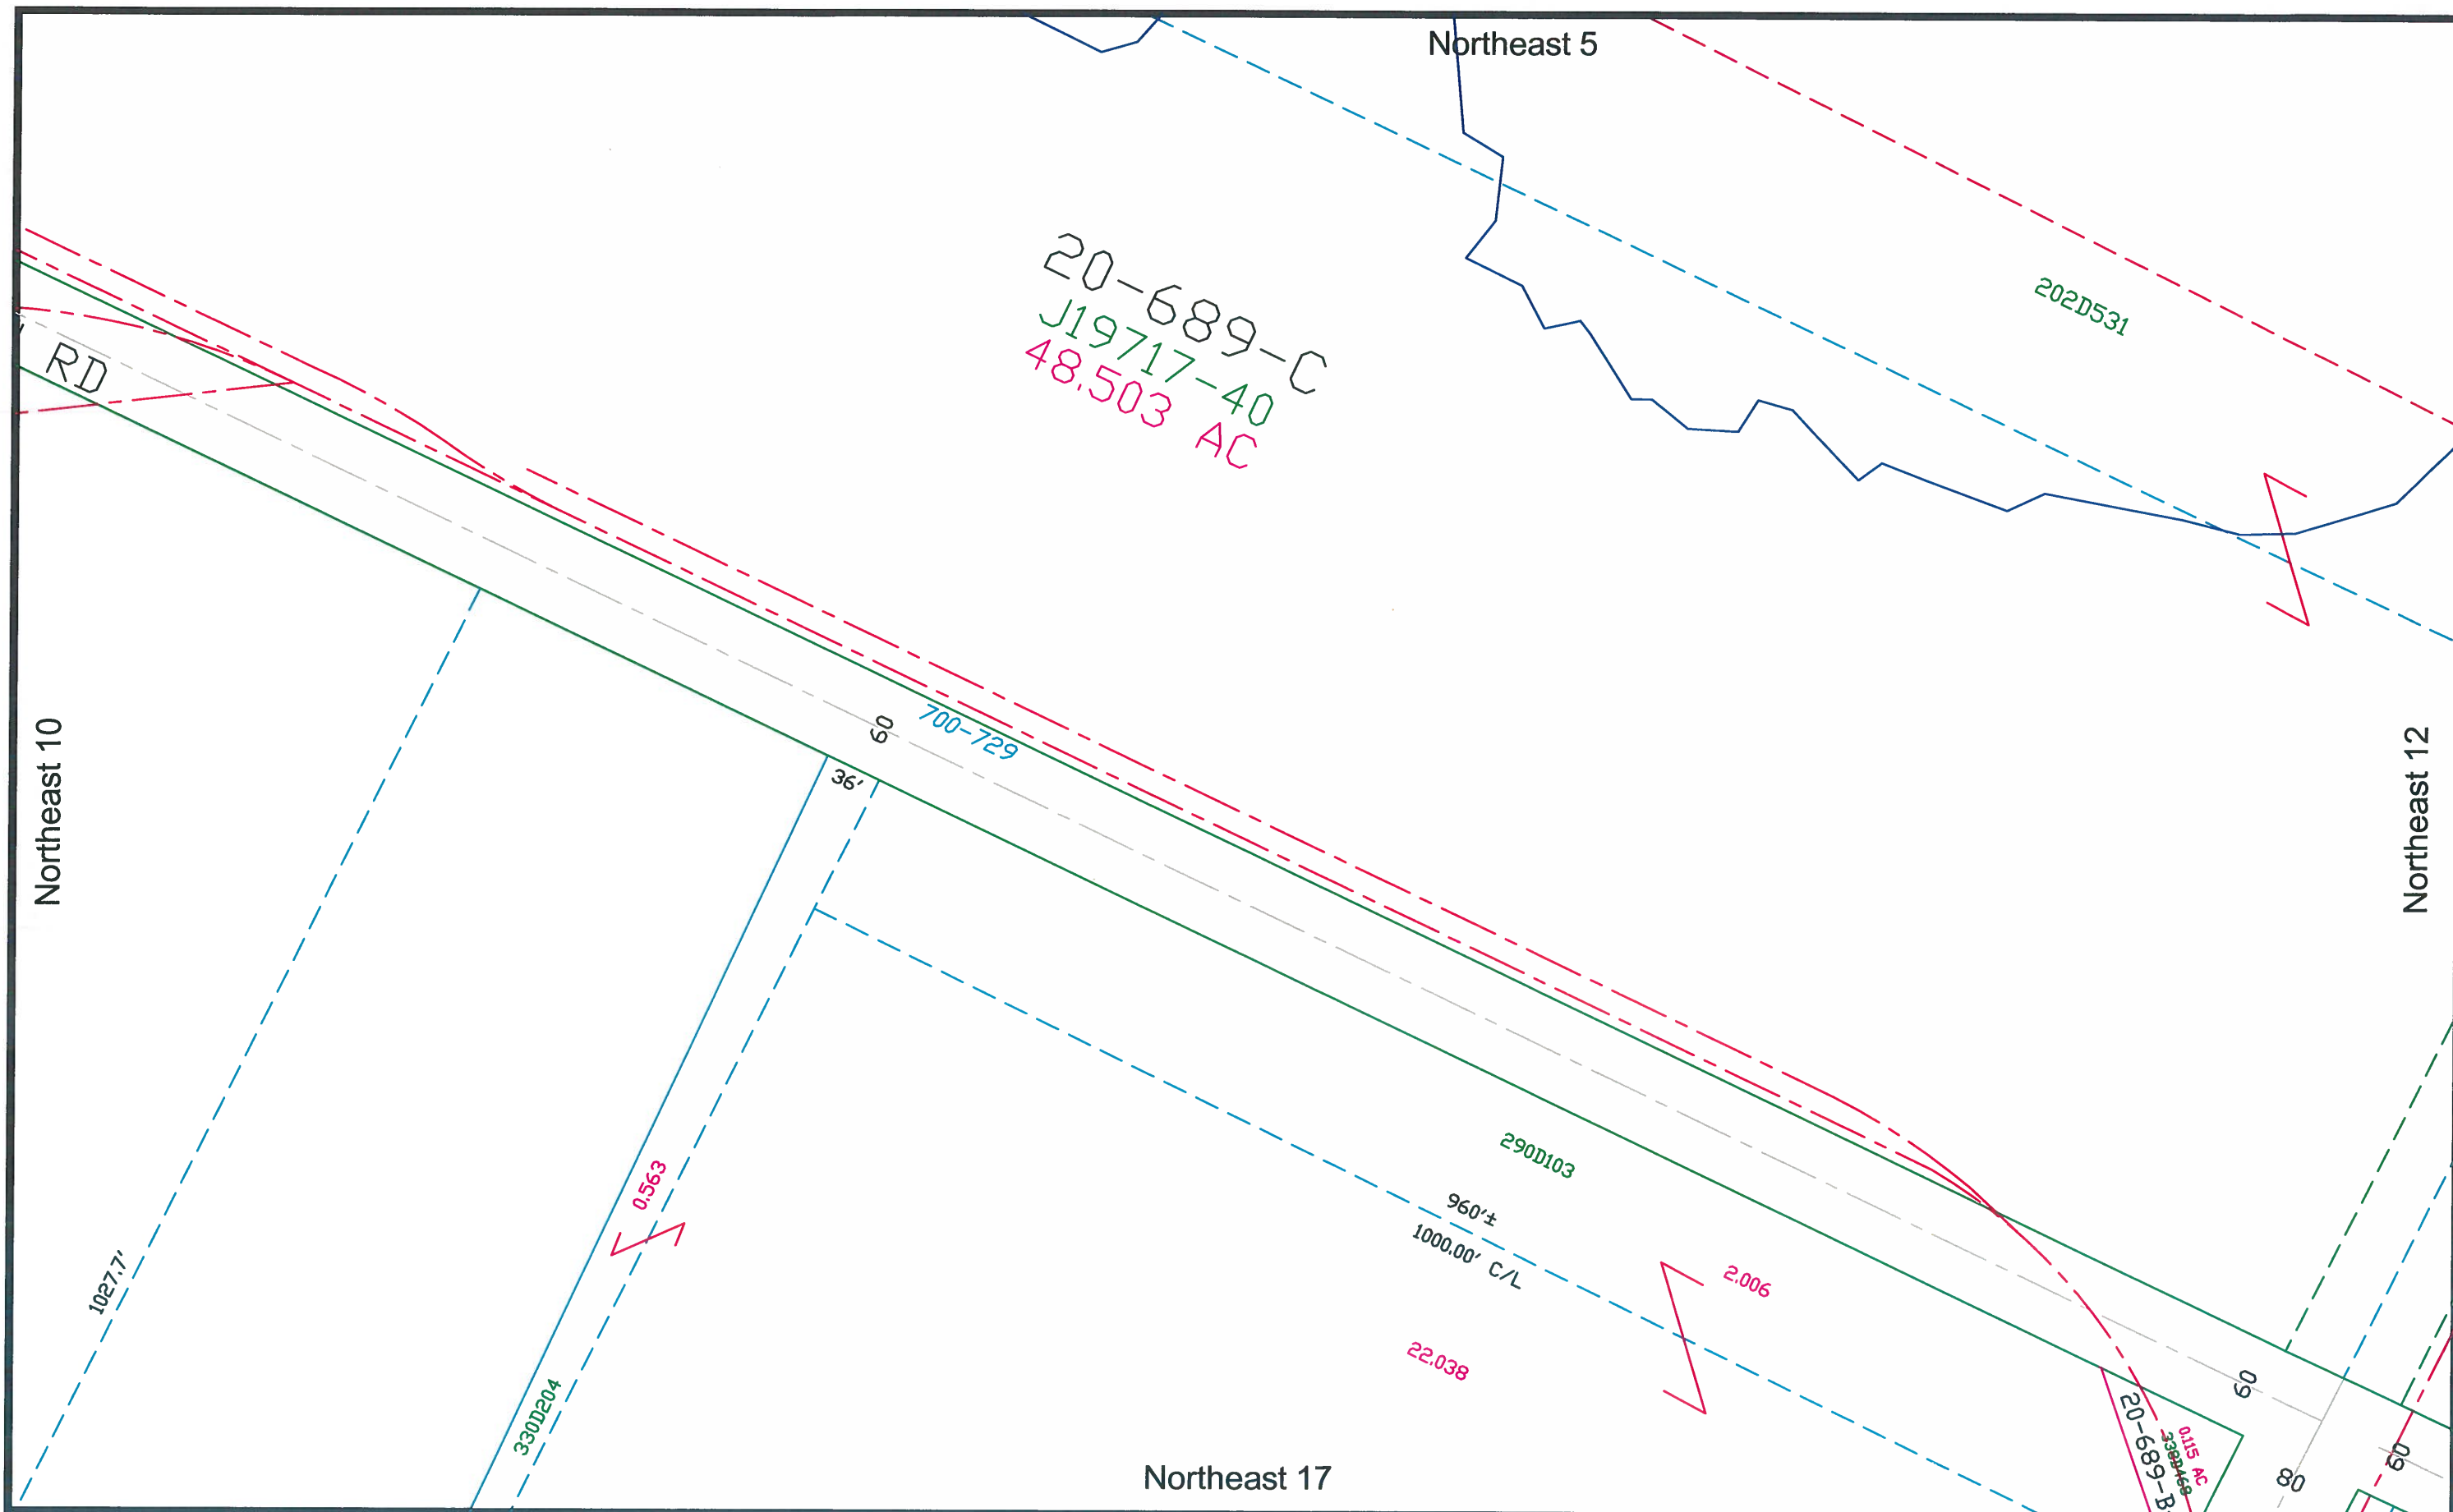 Northeast 5
20-689-C
J19717-40
48.503 AC
202D531
RD
Northeast 10
60
700-729
36'
Northeast 12
0.563
290D103
960'±
1000.00' C/L
1027.7'
2.006
22.038
330D204
60
20-689-B
0.115 AC
60
80
Northeast 17